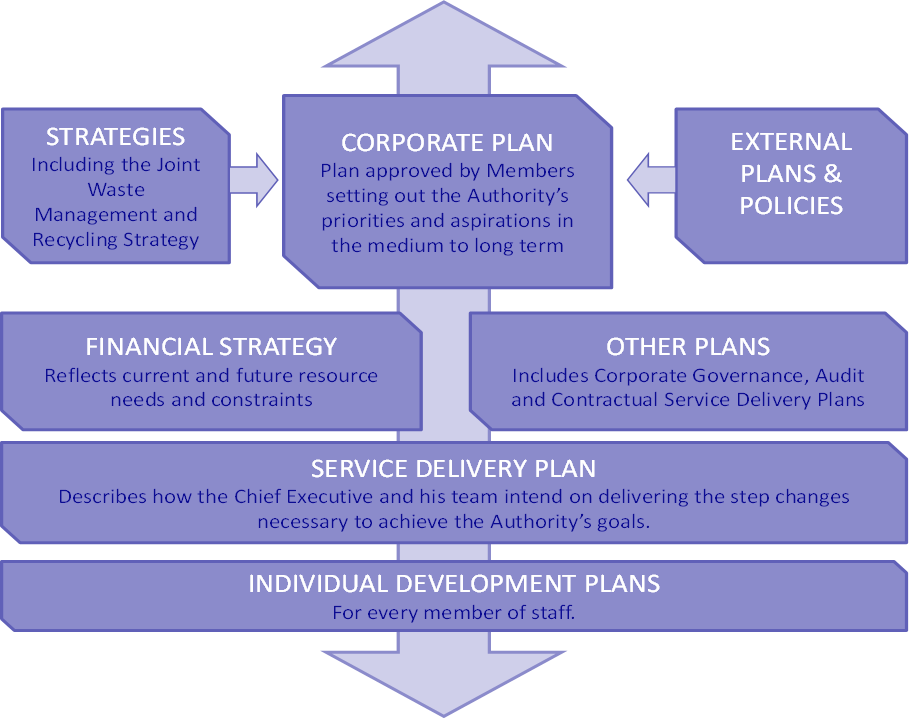 STRATEGIES
Including the Joint
Waste
Management and
Recycling Strategy
CORPORATE PLAN
Plan approved by Members
setting out the Authority's
priorities and aspirations in
the medium to long term
EXTERNAL
PLANS &
POLICIES
FINANCIAL STRATEGY
Reflects current and future resource
needs and constraints
OTHER PLANS
Includes Corporate Governance, Audit
and Contractual Service Delivery Plans
SERVICE DELIVERY PLAN
Describes how the Chief Executive and his team intend on delivering the step changes
necessary to achieve the Authority's goals.
INDIVIDUAL DEVELOPMENT PLANS
For every member of staff.